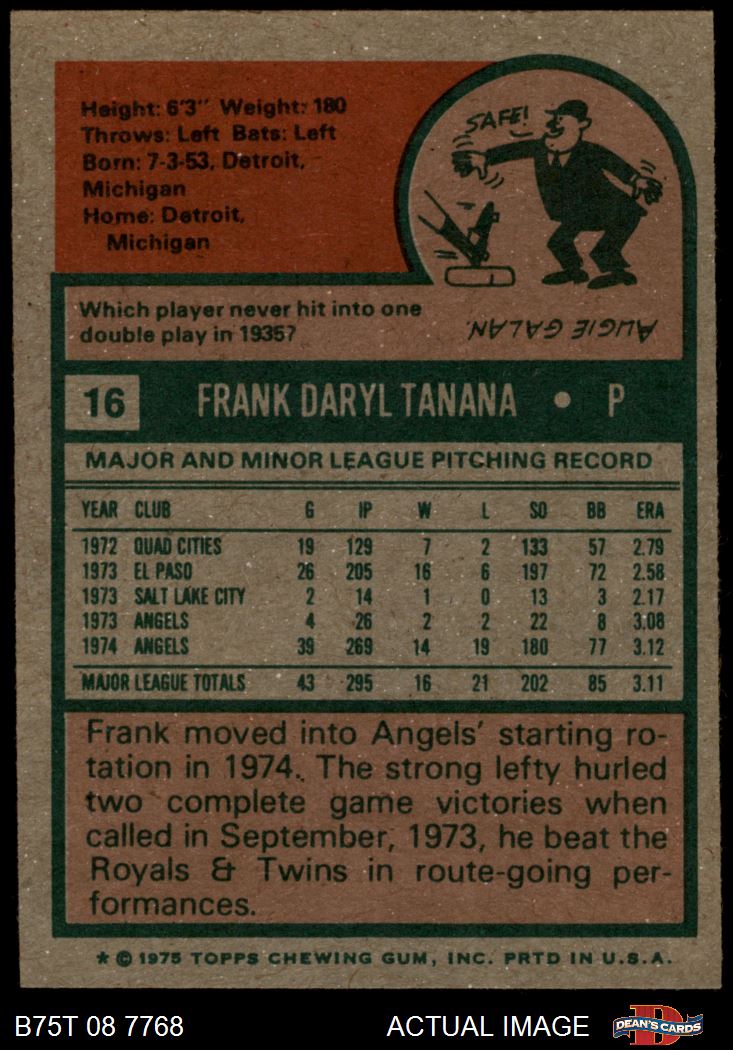 Height: 6'3" Weight: 180
Throws: Left Bats: Left
Born: 7-3-53, Detroit,
Michigan
Home: Detroit,
Michigan
SAFE!
Which player never hit into one
double play in 1935?
AUGIE GALAN.
16 FRANK DARYL TANANA • P
MAJOR AND MINOR LEAGUE PITCHING RECORD
YEAR CLUB G IP W L SO BB ERA
1972 QUAD CITIES 19 129 7 2 133 57 2.79
1973 EL PASO 26 205 16 6 197 72 2.58
1973 SALT LAKE CITY 2 14 1 0 13 3 2.17
1973 ANGELS 4 26 2 2 22 8 3.08
1974 ANGELS 39 269 14 19 180 77 3.12
MAJOR LEAGUE TOTALS 43 295 16 21 202 85 3.11
Frank moved into Angels' starting ro-
tation in 1974. The strong lefty hurled
two complete game victories when
called in September, 1973, he beat the
Royals & Twins in route-going per-
formances.
* © 1975 TOPPS CHEWING GUM, INC. PRTD IN U.S.A.
B75T 08 7768 ACTUAL IMAGE D DEAN'S CARDS